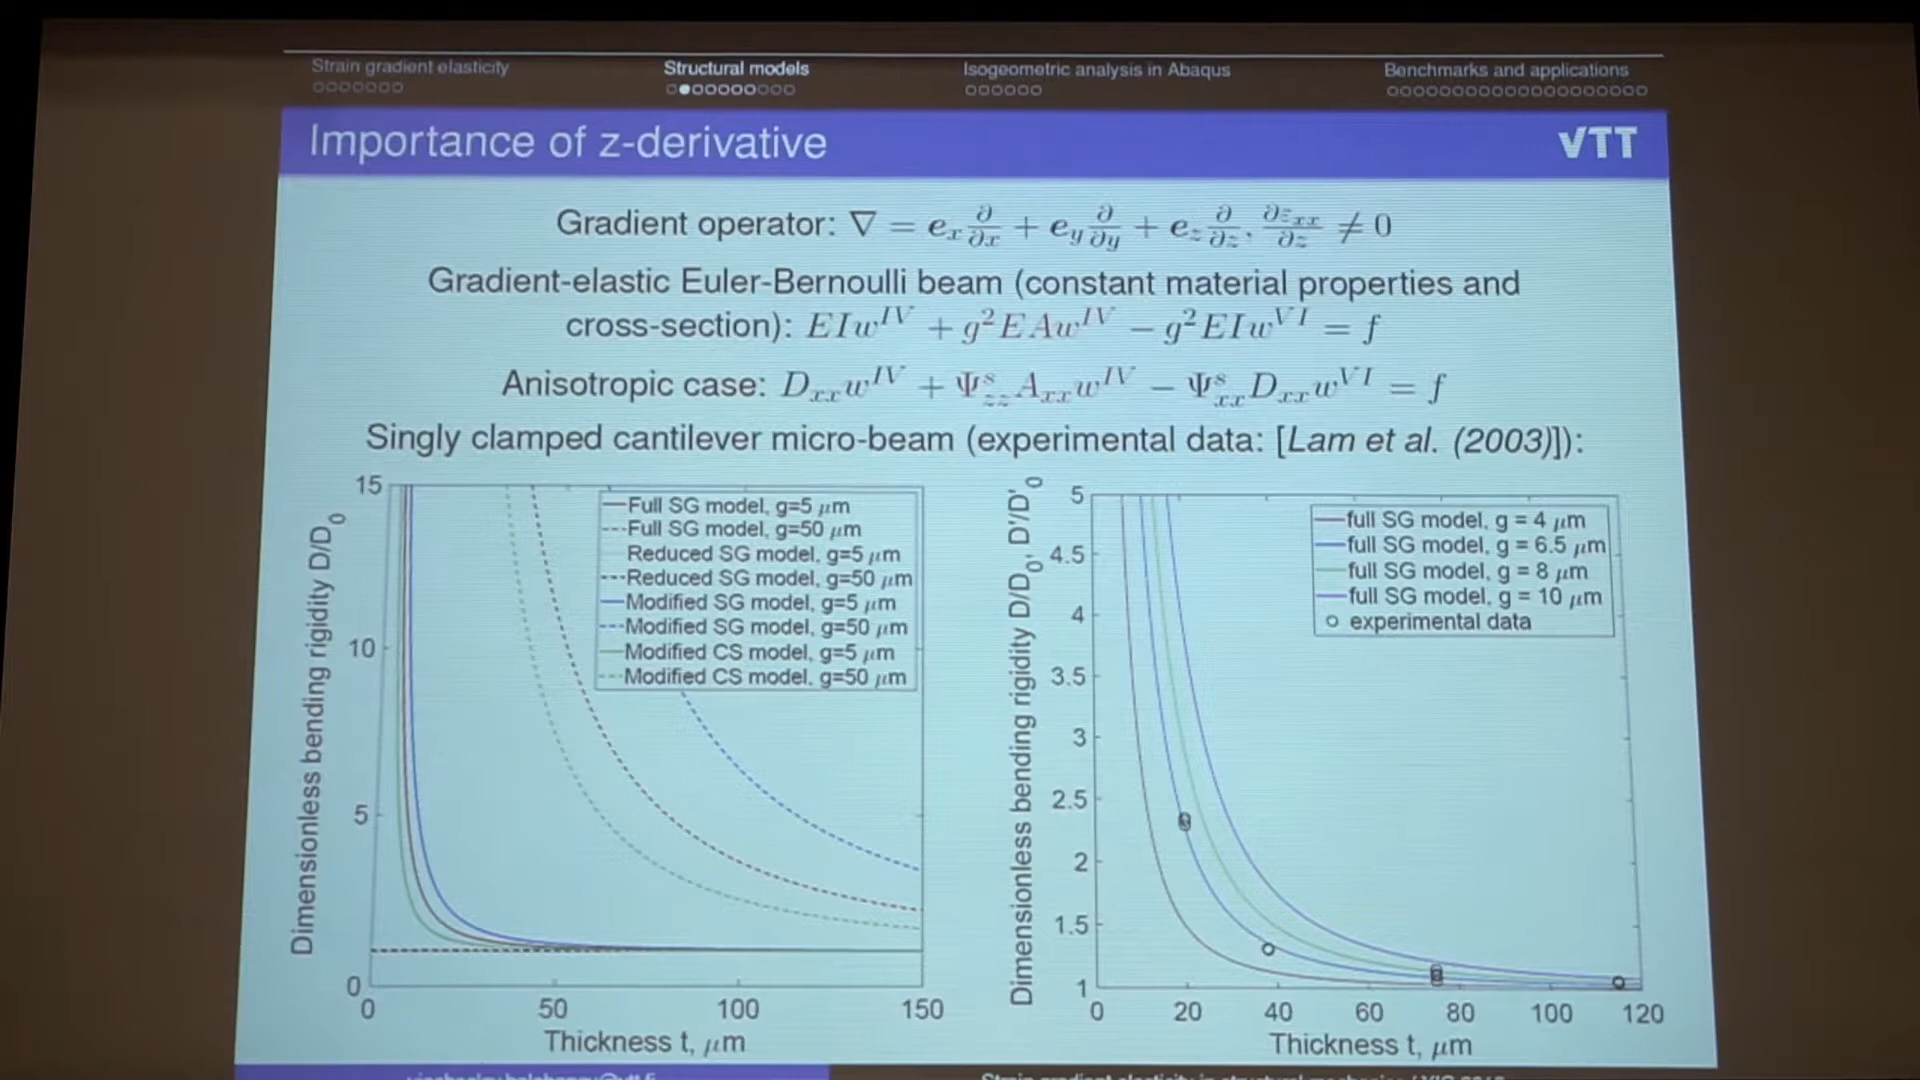 Strain gradient elasticity
Structural models
Isogeometric analysis in Abaqus
Benchmarks and applications
Importance of z-derivative
VTT
Gradient operator: ∇ = e_x ∂/∂x + e_y ∂/∂y + e_z ∂/∂z, ∂ε_xx/∂z ≠ 0
Gradient-elastic Euler-Bernoulli beam (constant material properties and
cross-section): EIw^IV + g²EAw^IV − g²EIw^VI = f
Anisotropic case: D_xx w^IV + Ψ^s_zz A_xx w^IV − Ψ^s_xx D_xx w^VI = f
Singly clamped cantilever micro-beam (experimental data: [Lam et al. (2003)]):
Dimensionless bending rigidity D/D₀
15
10
5
0
Full SG model, g=5 μm
Full SG model, g=50 μm
Reduced SG model, g=5 μm
Reduced SG model, g=50 μm
Modified SG model, g=5 μm
Modified SG model, g=50 μm
Modified CS model, g=5 μm
Modified CS model, g=50 μm
0 50 100 150
Thickness t, μm
Dimensionless bending rigidity D/D₀, D'/D'₀
5
4.5
4
3.5
3
2.5
2
1.5
1
full SG model, g = 4 μm
full SG model, g = 6.5 μm
full SG model, g = 8 μm
full SG model, g = 10 μm
experimental data
0 20 40 60 80 100 120
Thickness t, μm
Strain gradient elasticity in structural mechanics /